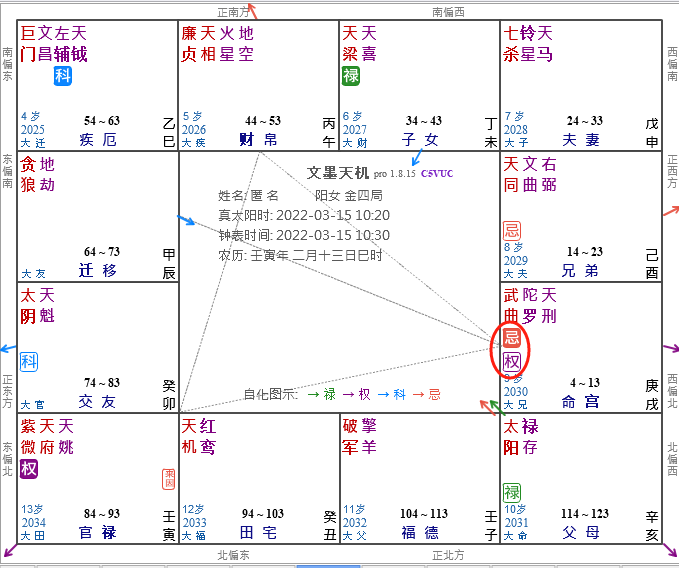 正南方
南偏西
南偏东
东偏南
正东方
东偏北
西偏南
正西方
西偏北
北偏西
北偏东
正北方
巨文左天
门昌辅钺
科
4岁
2025
大迁
54～63
疾厄
乙巳
廉天火地
贞相星空
5岁
2026
大疾
44～53
财帛
丙午
天天
梁喜
禄
6岁
2027
大财
34～43
子女
丁未
七铃天
杀星马
7岁
2028
大子
24～33
夫妻
戊申
贪地
狼劫
大友
64～73
迁移
甲辰
文墨天机 pro 1.8.15 C5VUC
姓名: 匿名 阳女 金四局
真太阳时: 2022-03-15 10:20
钟表时间: 2022-03-15 10:30
农历: 壬寅年 二月十三日巳时
自化图示: →禄 →权 →科 →忌
天文右
同曲弼
忌
8岁
2029
大夫
14～23
兄弟
己酉
太天
阴魁
科
大官
74～83
交友
癸卯
武陀天
曲罗刑
忌
权
9岁
2030
大兄
4～13
命宫
庚戌
紫天天
微府姚
权
来因
13岁
2034
大田
84～93
官禄
壬寅
天红
机鸾
12岁
2033
大福
94～103
田宅
癸丑
破擎
军羊
11岁
2032
大父
104～113
福德
壬子
太禄
阳存
禄
10岁
2031
大命
114～123
父母
辛亥